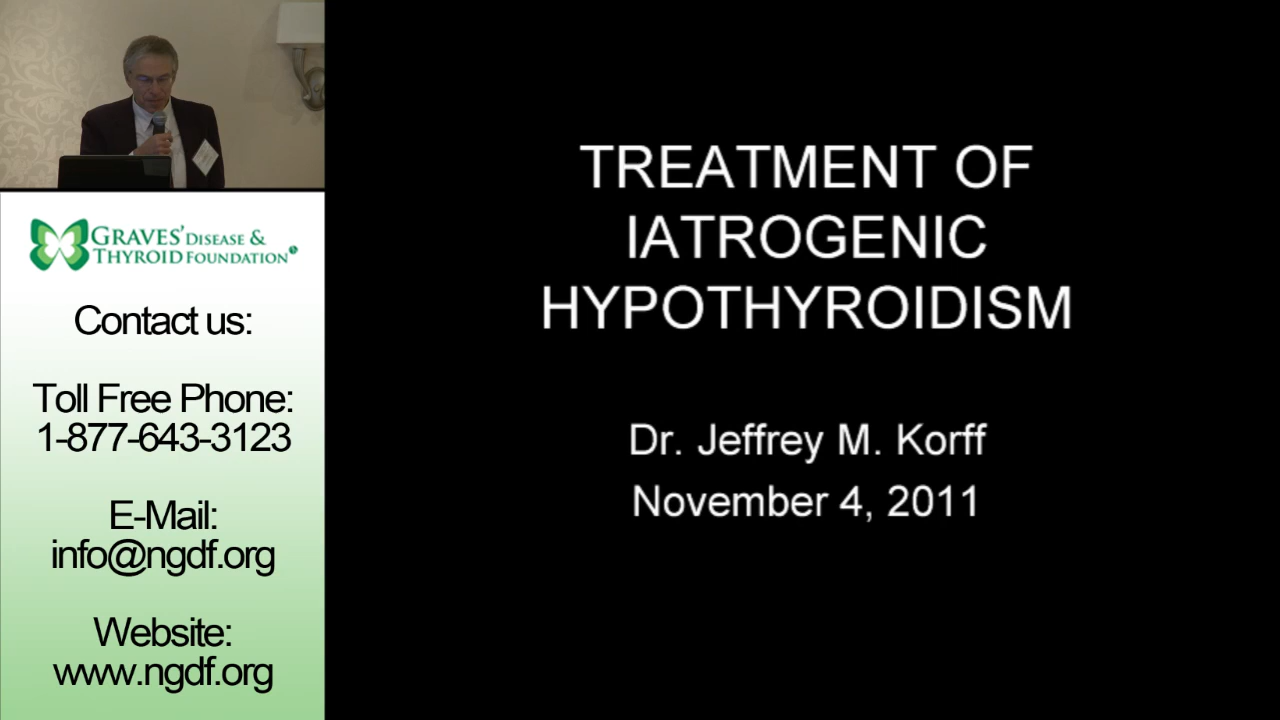 GRAVES' DISEASE &
THYROID FOUNDATION
Contact us:
Toll Free Phone:
1-877-643-3123
E-Mail:
info@ngdf.org
Website:
www.ngdf.org
TREATMENT OF
IATROGENIC
HYPOTHYROIDISM
Dr. Jeffrey M. Korff
November 4, 2011